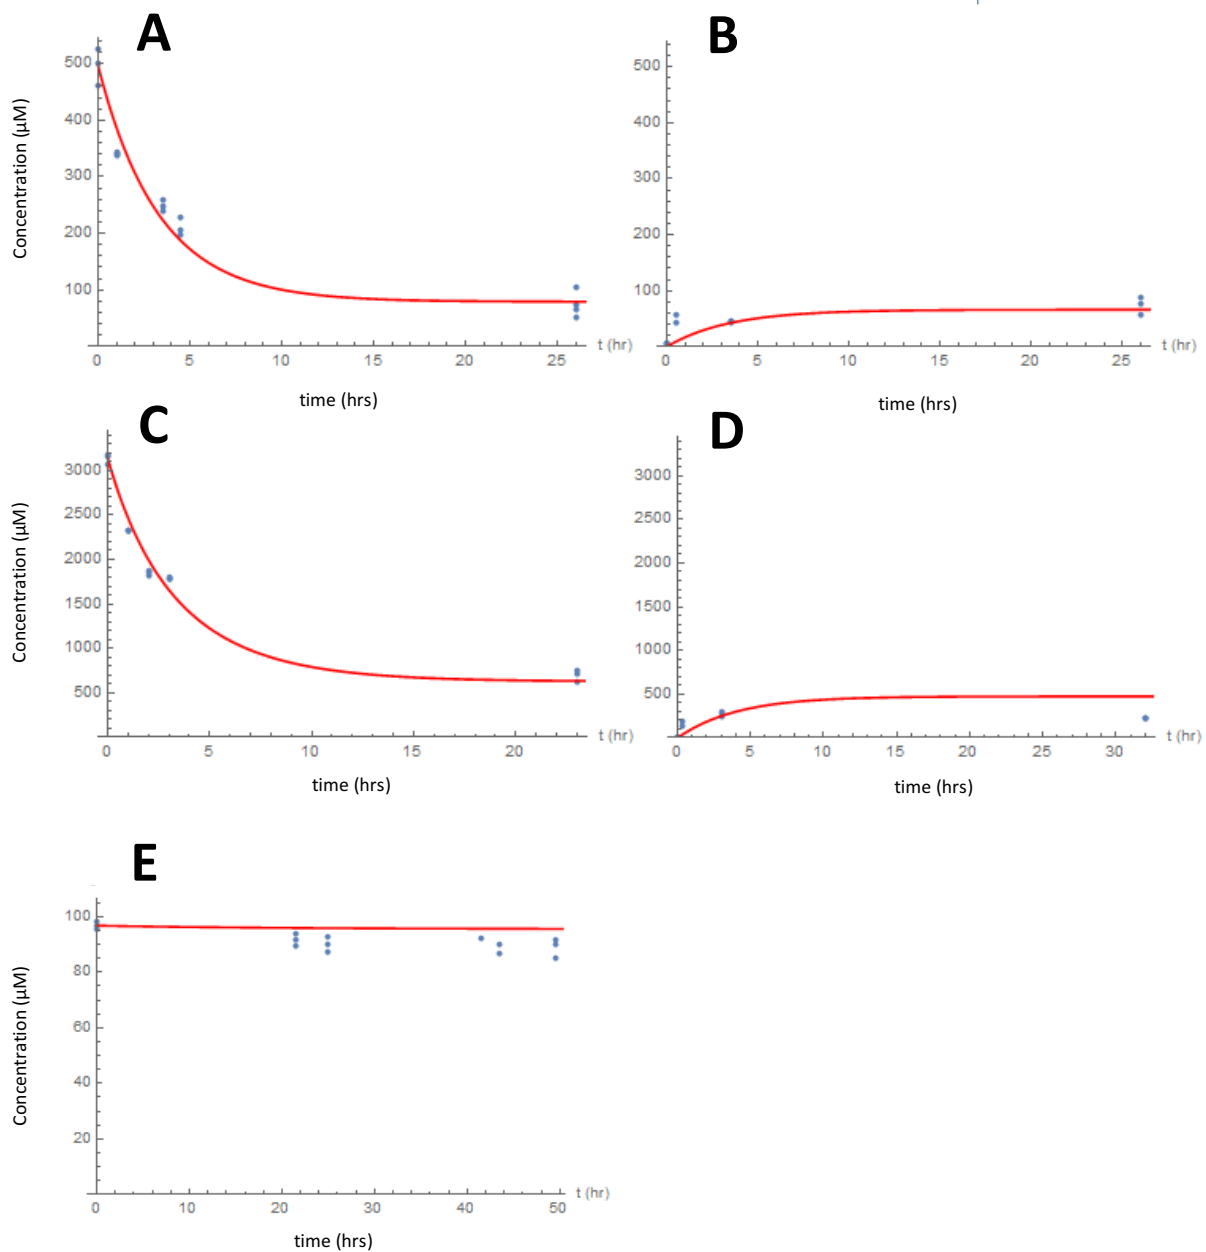 A
Concentration (μM)
500
400
300
200
100
0 5 10 15 20 25 t (hr)
time (hrs)
B
500
400
300
200
100
0 5 10 15 20 25 t (hr)
time (hrs)
C
Concentration (μM)
3000
2500
2000
1500
1000
500
0 5 10 15 20 t (hr)
time (hrs)
D
3000
2500
2000
1500
1000
500
0 5 10 15 20 25 30 t (hr)
time (hrs)
E
Concentration (μM)
100
80
60
40
20
0 10 20 30 40 50 t (hr)
time (hrs)